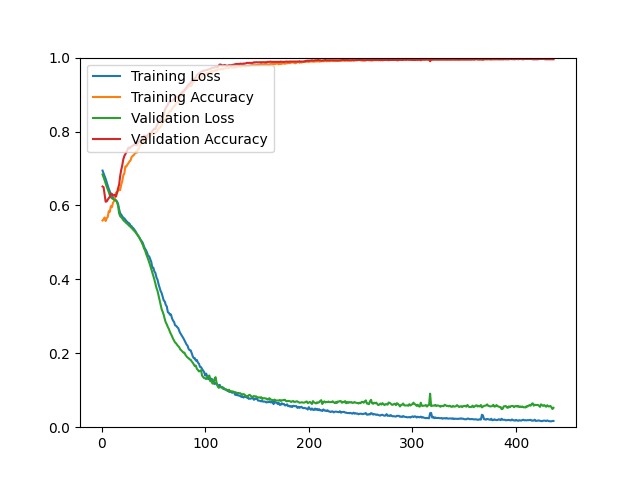 1.0
0.8
0.6
0.4
0.2
0.0
Training Loss
Training Accuracy
Validation Loss
Validation Accuracy
0 100 200 300 400